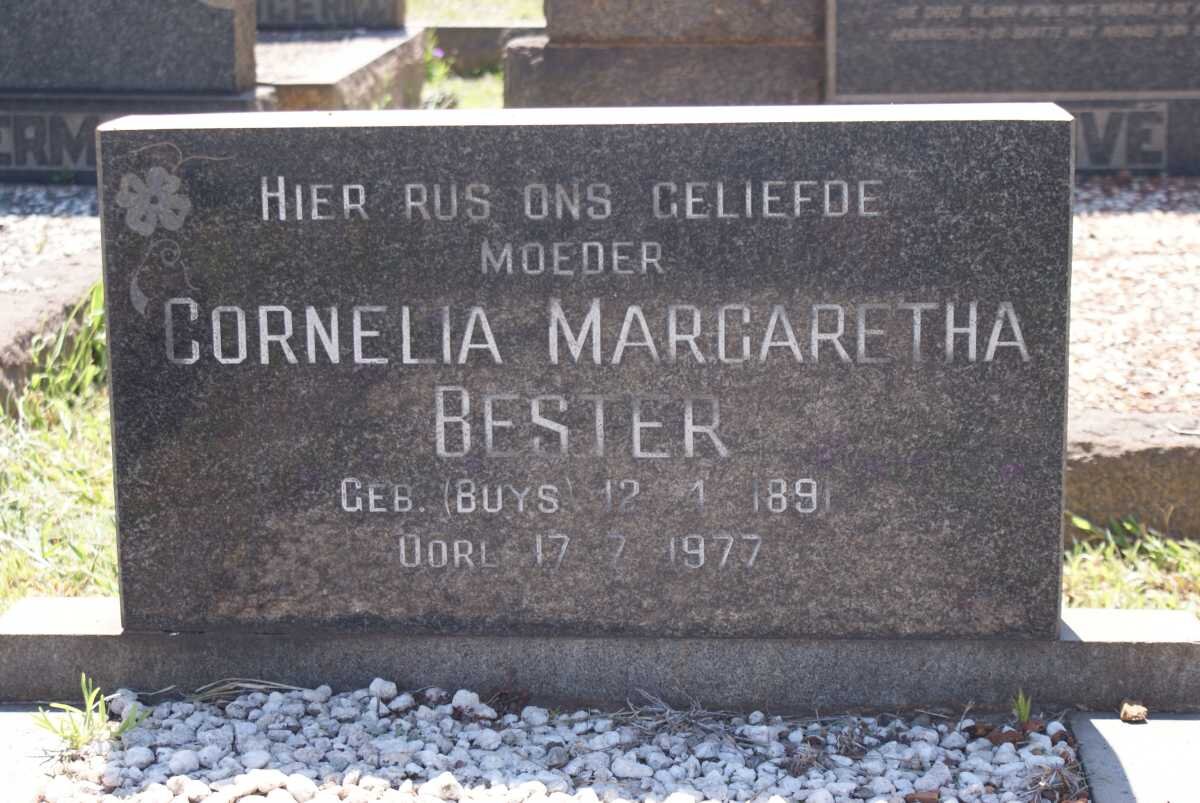 HIER RUS ONS GELIEFDE
MOEDER
CORNELIA MARGARETHA
BESTER
GEB. (BUYS) 12 4 1891
OORL 17 7 1977